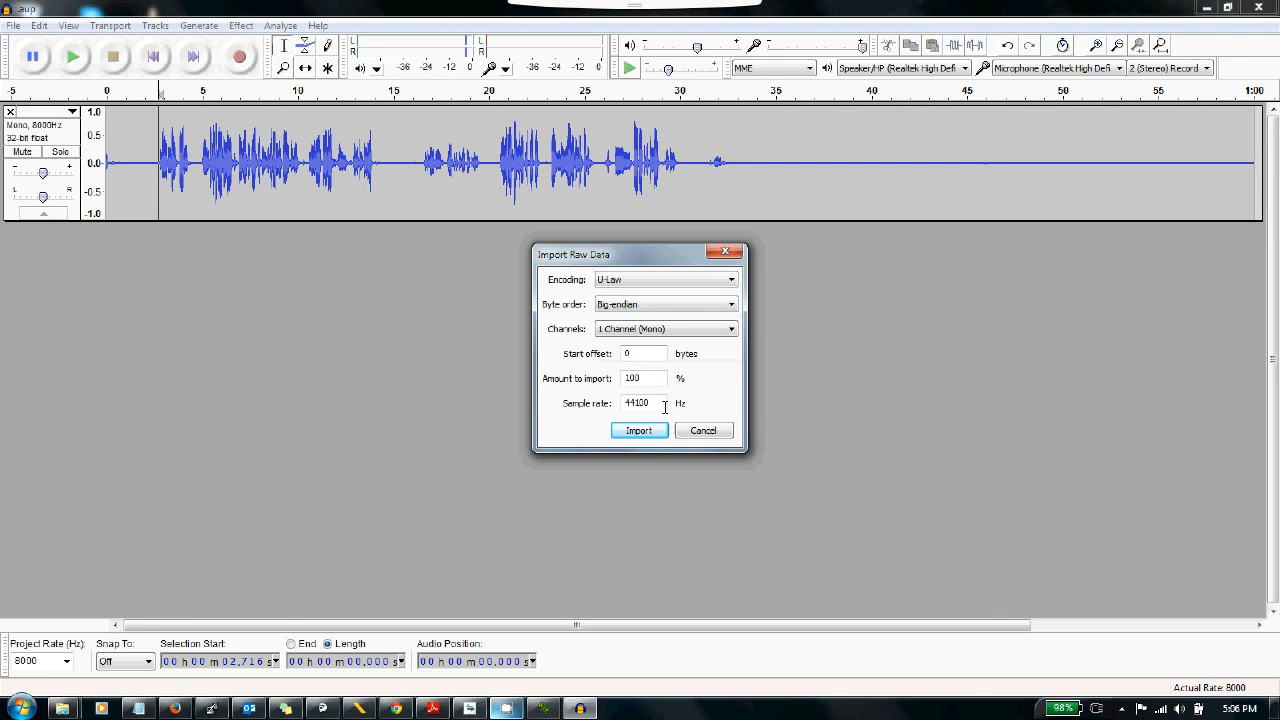 .aup
File Edit View Transport Tracks Generate Effect Analyze Help
L
R
-36 -24 -12 0
L
R
-36 -24 -12 0
MME
Speaker/HP (Realtek High Defi
Microphone (Realtek High Defi
2 (Stereo) Record
-5 0 5 10 15 20 25 30 35 40 45 50 55 1:00
Mono, 8000Hz
32-bit float
Mute Solo
- +
L R
1.0
0.5
0.0
-0.5
-1.0
Import Raw Data
Encoding: U-Law
Byte order: Big-endian
Channels: 1 Channel (Mono)
Start offset: 0 bytes
Amount to import: 100 %
Sample rate: 44100 Hz
Import Cancel
Project Rate (Hz): Snap To: Selection Start: End Length Audio Position:
8000 Off 00 h 00 m 02.716 s 00 h 00 m 00.000 s 00 h 00 m 00.000 s
Actual Rate: 8000
98% 5:06 PM